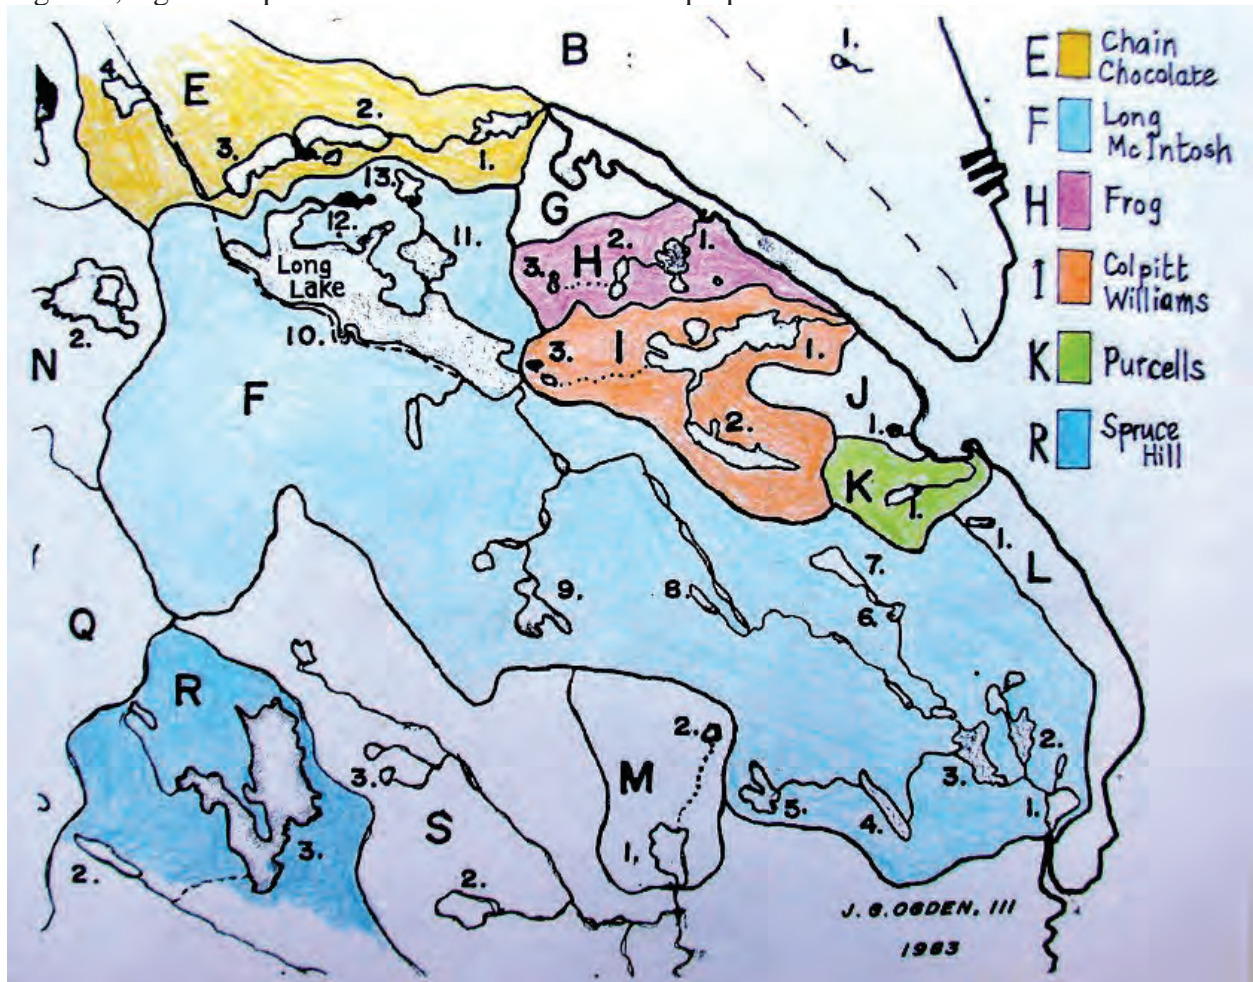 B
1.
E
Chain
Chocolate
F
Long
McIntosh
H
Frog
I
Colpitt
Williams
K
Purcells
R
Spruce
Hill
4.
E
2.
3.
1.
13.
G
12.
11.
Long
Lake
10.
3.
H
2.
1.
N
2.
F
3.
I
1.
J
1.
2.
K
1.
1.
L
7.
8.
6.
9.
Q
R
M
2.
2.
3.
3.
1.
5.
4.
S
1.
3.
2.
2.
J. G. OGDEN, III
1983